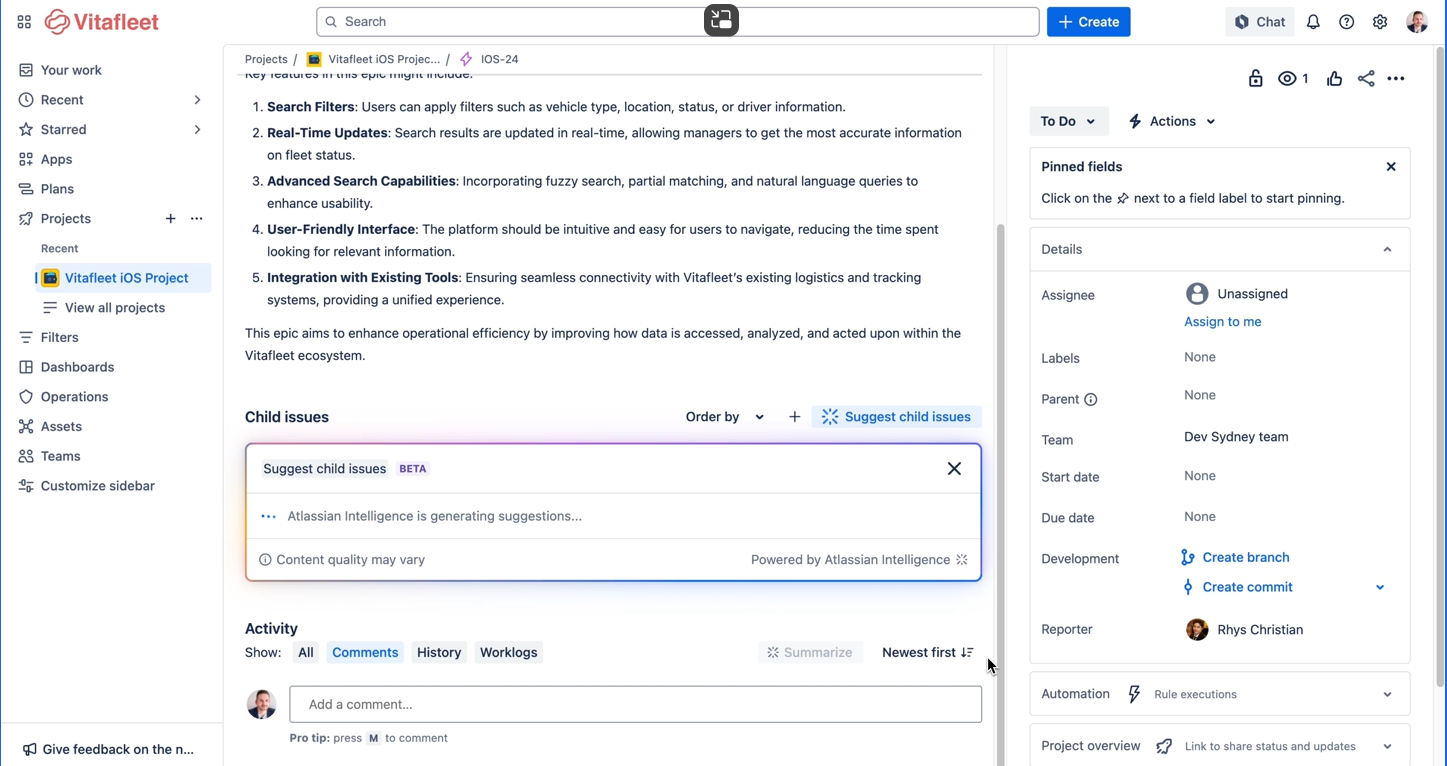 Vitafleet
Search
Create
Chat
Your work
Recent
Starred
Apps
Plans
Projects
Recent
Vitafleet iOS Project
View all projects
Filters
Dashboards
Operations
Assets
Teams
Customize sidebar
Give feedback on the n...
Projects / Vitafleet iOS Projec... / IOS-24
Key features in this epic might include:
1. Search Filters: Users can apply filters such as vehicle type, location, status, or driver information.
2. Real-Time Updates: Search results are updated in real-time, allowing managers to get the most accurate information
on fleet status.
3. Advanced Search Capabilities: Incorporating fuzzy search, partial matching, and natural language queries to
enhance usability.
4. User-Friendly Interface: The platform should be intuitive and easy for users to navigate, reducing the time spent
looking for relevant information.
5. Integration with Existing Tools: Ensuring seamless connectivity with Vitafleet's existing logistics and tracking
systems, providing a unified experience.
This epic aims to enhance operational efficiency by improving how data is accessed, analyzed, and acted upon within the
Vitafleet ecosystem.
Child issues
Order by
Suggest child issues
Suggest child issues BETA
Atlassian Intelligence is generating suggestions...
Content quality may vary
Powered by Atlassian Intelligence
Activity
Show: All Comments History Worklogs
Summarize
Newest first
Add a comment...
Pro tip: press M to comment
1
To Do
Actions
Pinned fields
Click on the next to a field label to start pinning.
Details
Assignee
Unassigned
Assign to me
Labels
None
Parent
None
Team
Dev Sydney team
Start date
None
Due date
None
Development
Create branch
Create commit
Reporter
Rhys Christian
Automation
Rule executions
Project overview
Link to share status and updates